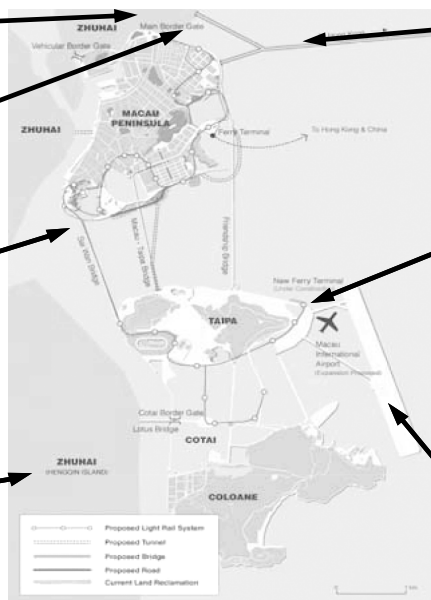 ZHUHAI
Main Border Gate
Vehicular Border Gate
MACAU
PENINSULA
ZHUHAI
Ferry Terminal
To Hong Kong & China
Sai Wan Bridge
Macau - Taipa Bridge
Friendship Bridge
New Ferry Terminal
TAIPA
Macau
International
Airport
Cotai Border Gate
Lotus Bridge
COTAI
ZHUHAI
(HENGQIN ISLAND)
COLOANE
Proposed Light Rail System
Proposed Tunnel
Proposed Bridge
Proposed Road
Current Land Reclamation